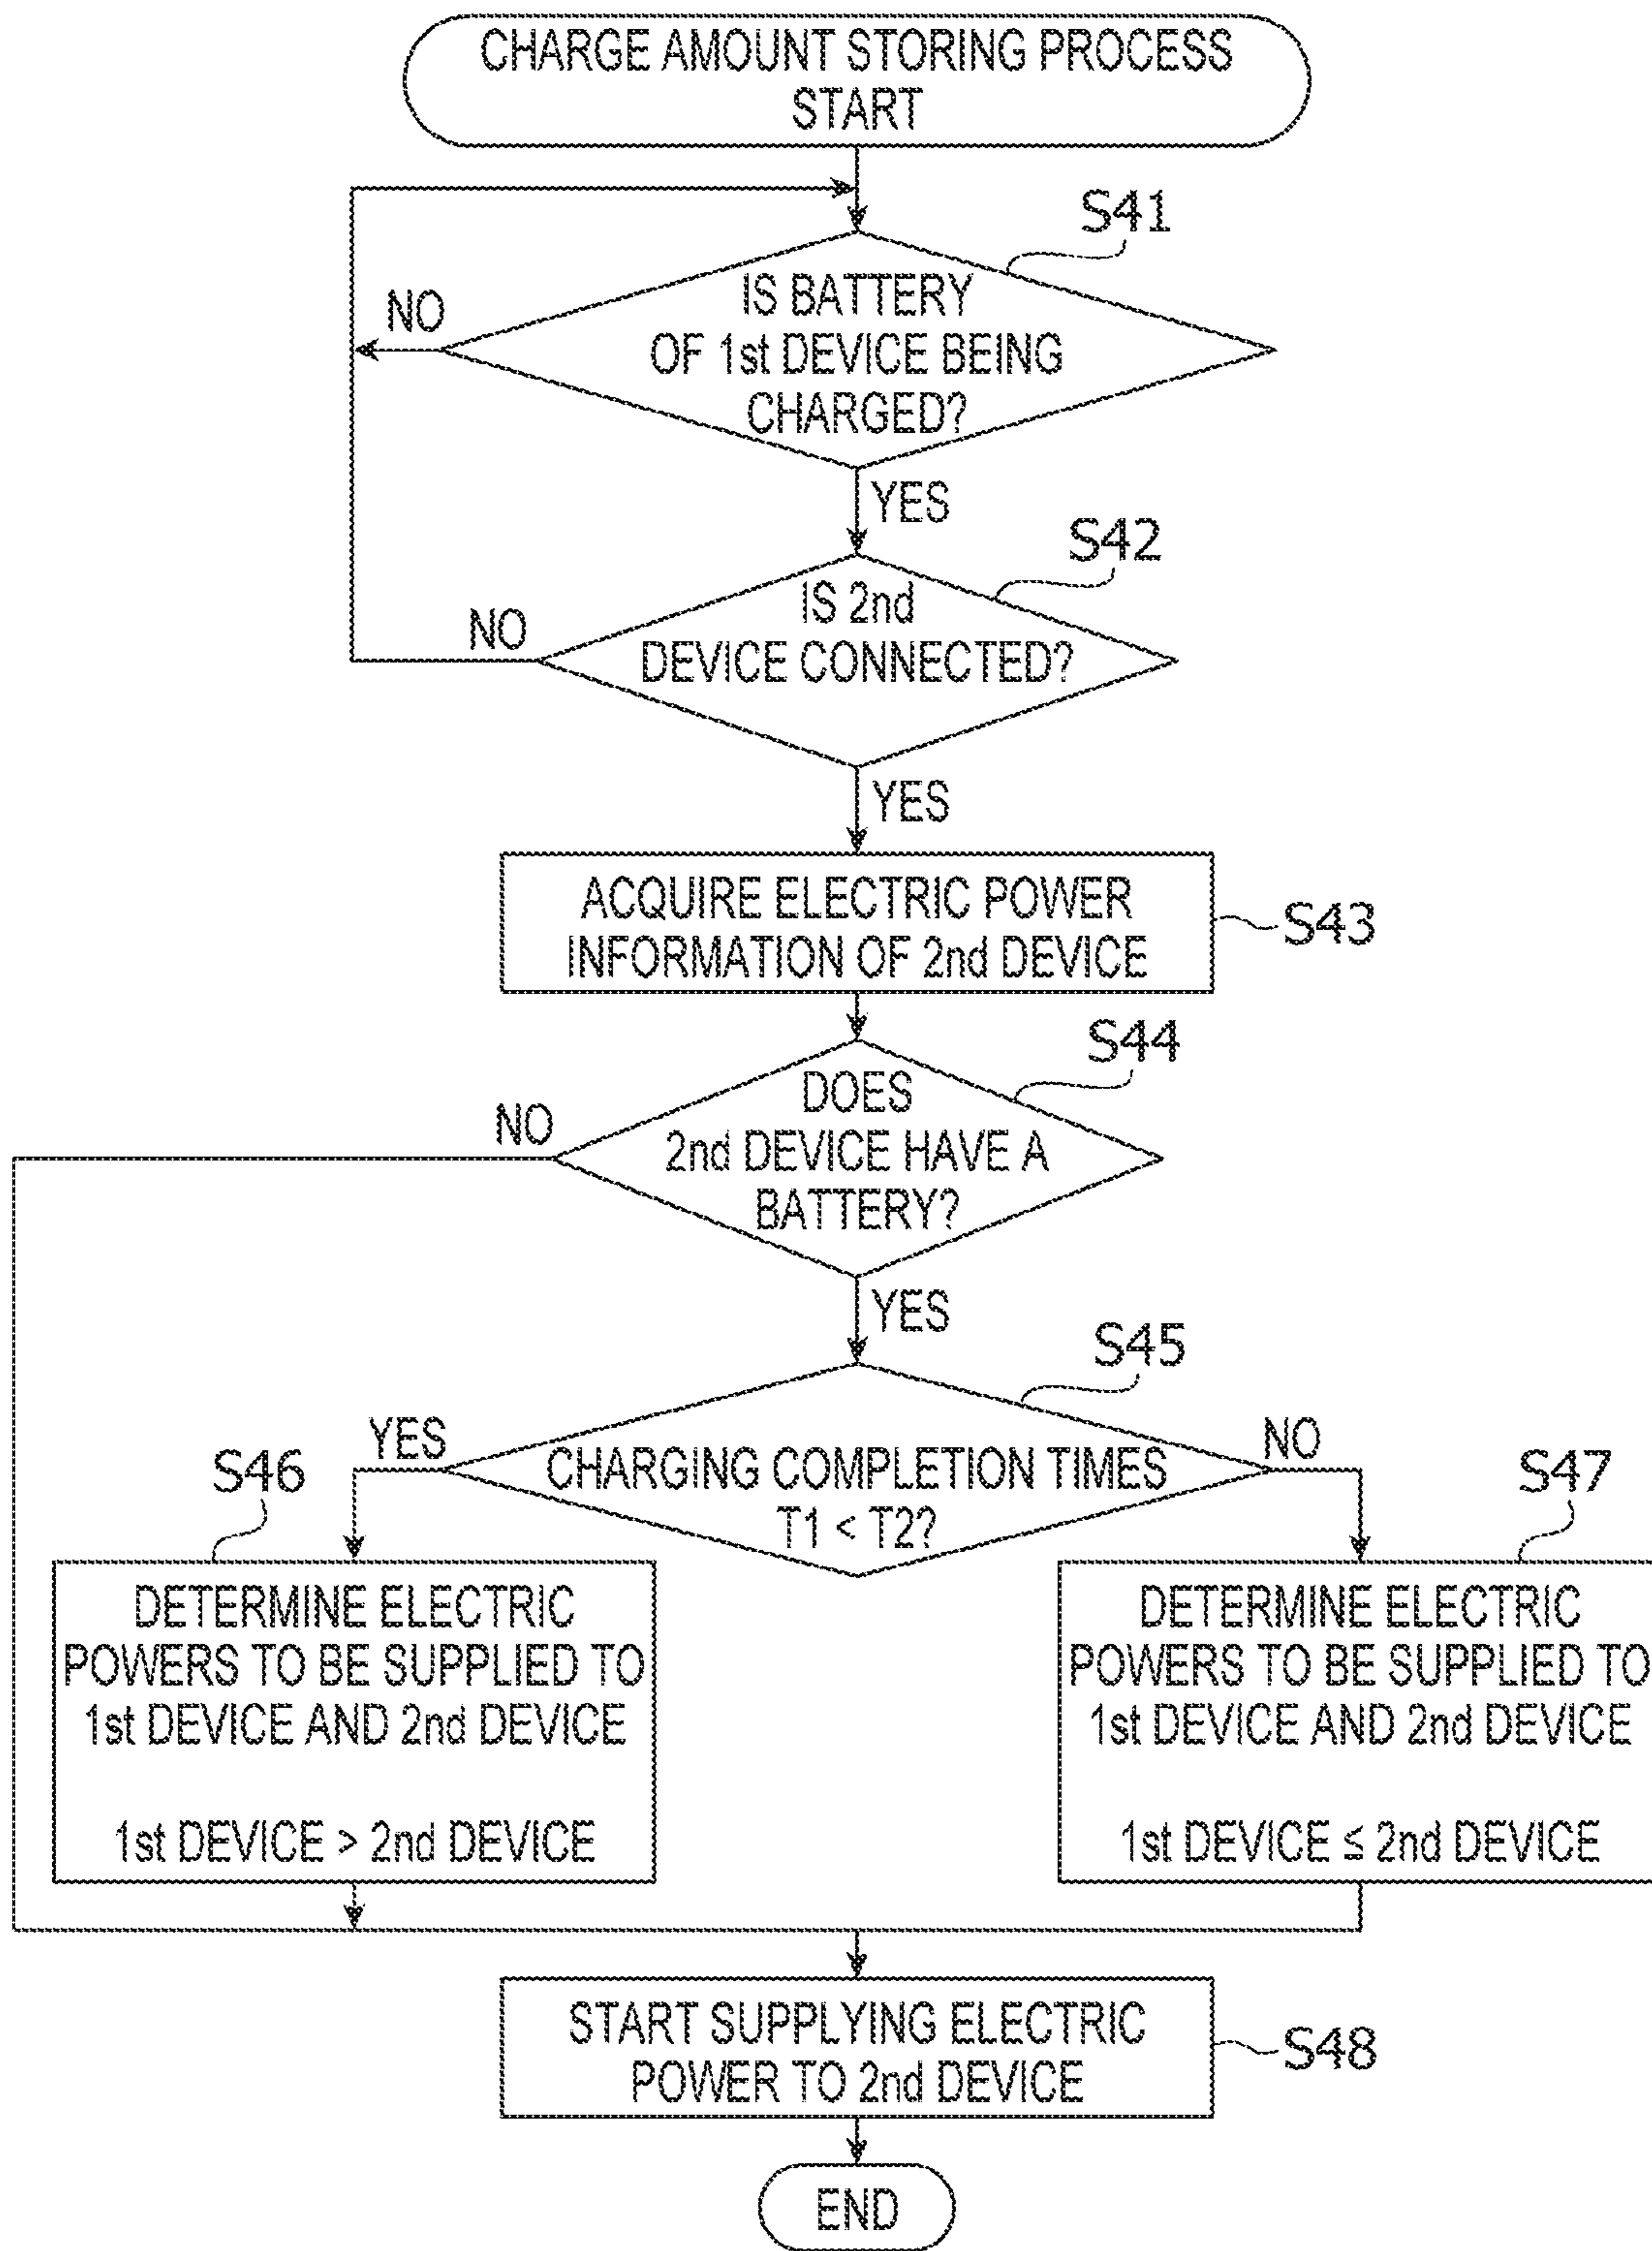 CHARGE AMOUNT STORING PROCESS
START
S41
IS BATTERY
OF 1st DEVICE BEING
CHARGED?
NO
YES
S42
IS 2nd
DEVICE CONNECTED?
NO
YES
ACQUIRE ELECTRIC POWER
INFORMATION OF 2nd DEVICE
S43
S44
DOES
2nd DEVICE HAVE A
BATTERY?
NO
YES
S45
CHARGING COMPLETION TIMES
T1 < T2?
YES
NO
S46
DETERMINE ELECTRIC
POWERS TO BE SUPPLIED TO
1st DEVICE AND 2nd DEVICE
1st DEVICE > 2nd DEVICE
S47
DETERMINE ELECTRIC
POWERS TO BE SUPPLIED TO
1st DEVICE AND 2nd DEVICE
1st DEVICE ≤ 2nd DEVICE
START SUPPLYING ELECTRIC
POWER TO 2nd DEVICE
S48
END